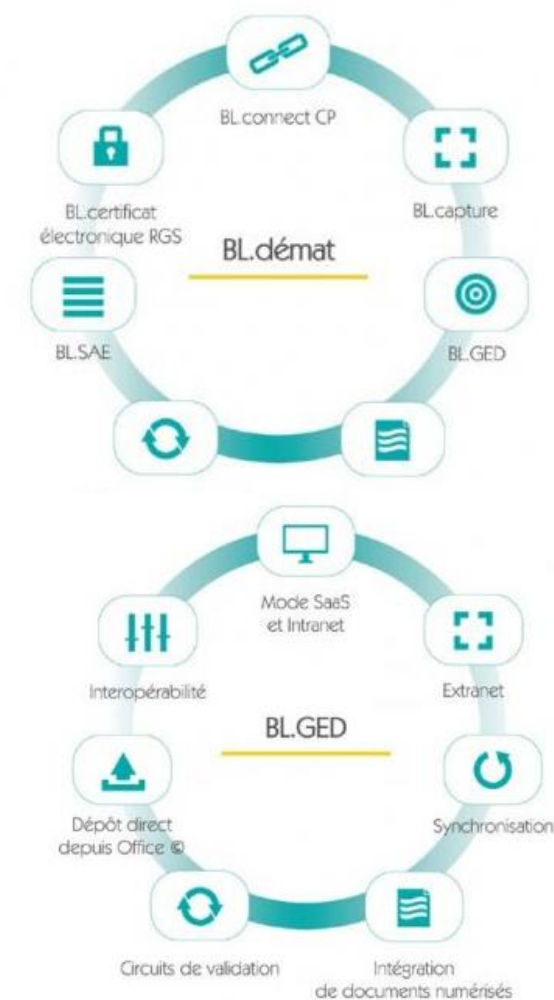 BL.connect CP
BL.certificat
électronique RGS
BL.capture
BL.démat
BL.SAE
BL.GED
Mode SaaS
et Intranet
Interopérabilité
Extranet
BL.GED
Dépôt direct
depuis Office ©
Synchronisation
Circuits de validation
Intégration
de documents numérisés